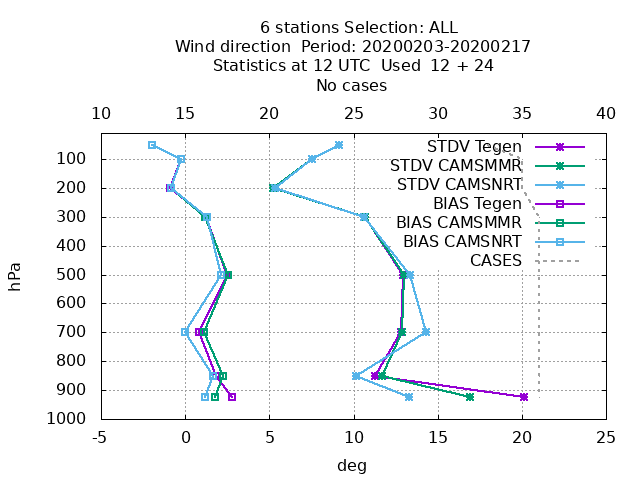 6 stations Selection: ALL
Wind direction  Period: 20200203-20200217
Statistics at 12 UTC  Used  12 + 24
No cases
10 15 20 25 30 35 40
STDV Tegen
STDV CAMSMMR
STDV CAMSNRT
BIAS Tegen
BIAS CAMSMMR
BIAS CAMSNRT
CASES
100
200
300
400
500
600
700
800
900
1000
hPa
-5 0 5 10 15 20 25
deg